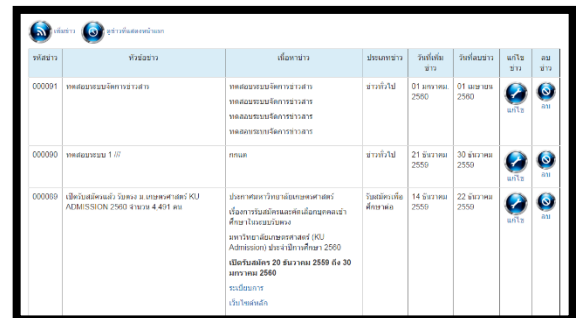 เพิ่มข่าว ดูข่าวที่แสดงหน้าแรก
รหัสข่าว หัวข้อข่าว เนื้อหาข่าว ประเภทข่าว วันที่เพิ่มข่าว วันที่ลบข่าว แก้ไขข่าว ลบข่าว
000091 ทดสอบระบบจัดการข่าวสาร
ทดสอบระบบจัดการข่าวสาร
ทดสอบระบบจัดการข่าวสาร
ทดสอบระบบจัดการข่าวสาร
ทดสอบระบบจัดการข่าวสาร
ข่าวทั่วไป
01 มกราคม 2560
01 เมษายน 2560
แก้ไข ลบ
000090 ทดสอบระบบ 1 ///
ข่าวทั่วไป
21 ธันวาคม 2559
30 ธันวาคม 2559
แก้ไข ลบ
000089 เปิดรับสมัครแล้ว รับตรง ม.เกษตรศาสตร์ KU
ADMISSION 2560 จำนวน 4,491 คน
ประกาศมหาวิทยาลัยเกษตรศาสตร์
เรื่องการรับสมัครและคัดเลือกบุคคลเข้า
ศึกษาในระบบรับตรง
มหาวิทยาลัยเกษตรศาสตร์ (KU
Admission) ประจำปีการศึกษา 2560
เปิดรับสมัคร 20 ธันวาคม 2559 ถึง 30
มกราคม 2560
ระเบียบการ
เว็บไซต์หลัก
รับสมัครเพื่อ
ศึกษาต่อ
14 ธันวาคม 2559
22 ธันวาคม 2559
แก้ไข ลบ